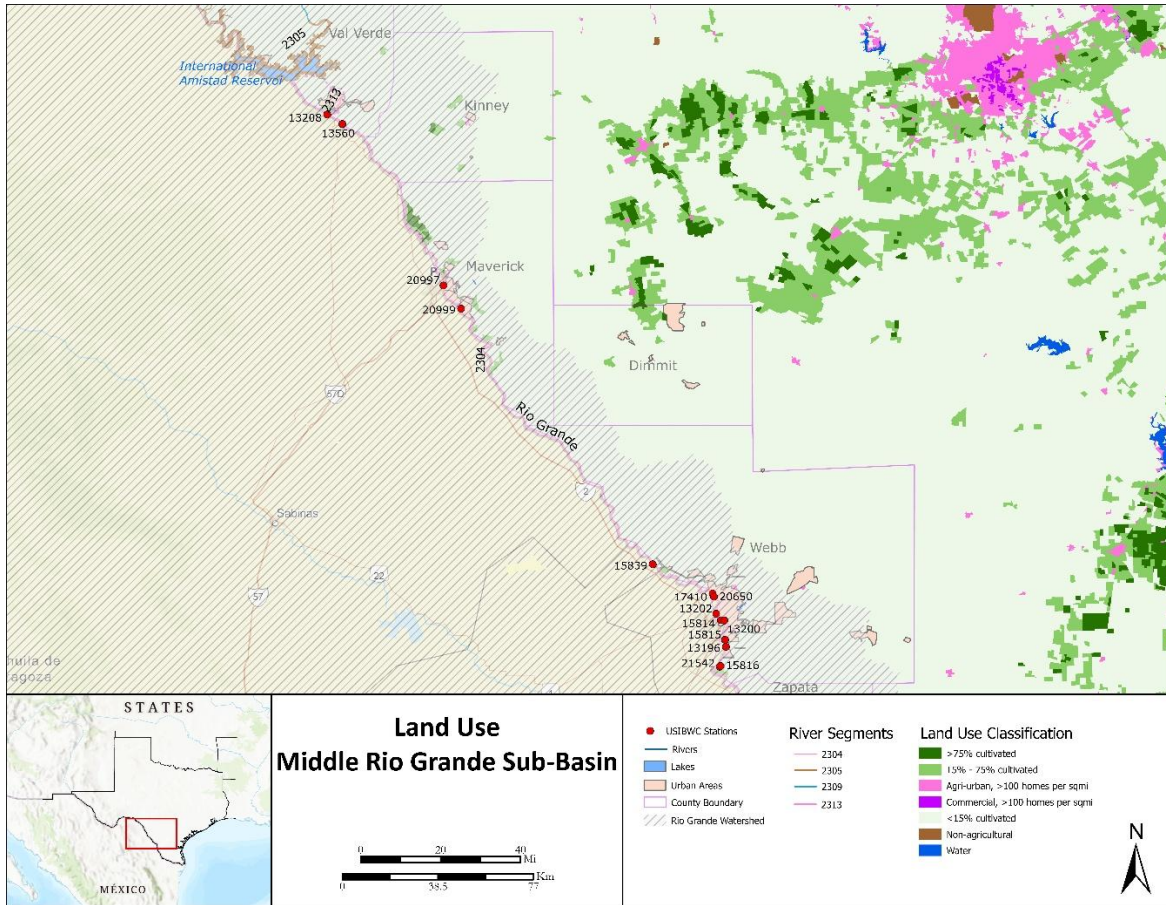 2305
Val Verde
International
Amistad Reservoi
2313
Kinney
13208
13560
Maverick
20997
20999
2304
Dimmit
57D
Rio Grande
2
Sabinas
Webb
15839
22
17410
20650
13202
57
15814
13200
15815
13196
21542
15816
huila de
agoza
Zapata
STATES
MÉXICO
Land Use
Middle Rio Grande Sub-Basin
0 20 40
Mi
Km
0 38.5 77
USIBWC Stations
Rivers
Lakes
Urban Areas
County Boundary
Rio Grande Watershed
River Segments
2304
2305
2309
2313
Land Use Classification
>75% cultivated
15% - 75% cultivated
Agri-urban, >100 homes per sqmi
Commercial, >100 homes per sqmi
<15% cultivated
Non-agricultural
Water
N